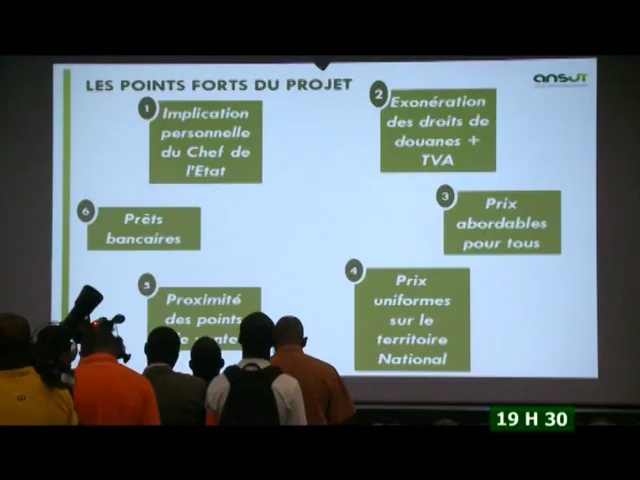 LES POINTS FORTS DU PROJET
ansut
1
Implication
personnelle
du Chef de
l'Etat
2
Exonération
des droits de
douanes +
TVA
3
Prix
abordables
pour tous
4
Prix
uniformes
sur le
territoire
National
5
Proximité
des points
6
Prêts
bancaires
19 H 30